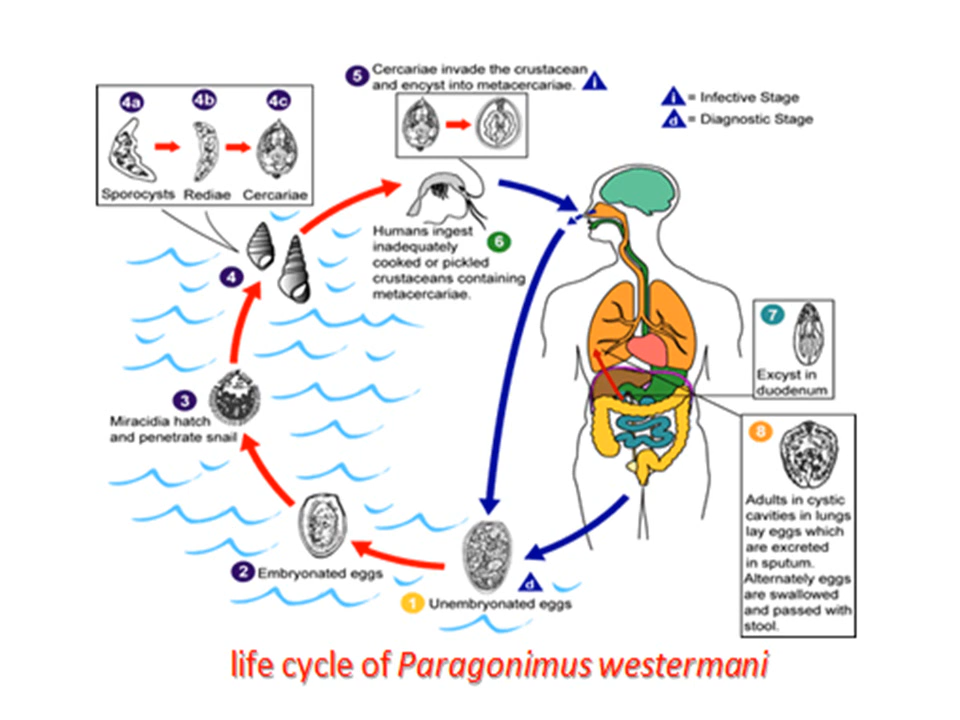 5 Cercariae invade the crustacean
and encyst into metacercariae. i
i = Infective Stage
d = Diagnostic Stage
4a 4b 4c
Sporocysts Rediae Cercariae
Humans ingest
inadequately
cooked or pickled
crustaceans containing
metacercariae.
6
4
7
Excyst in
duodenum
3
Miracidia hatch
and penetrate snail
8
Adults in cystic
cavities in lungs
lay eggs which
are excreted
in sputum.
Alternately eggs
are swallowed
and passed with
stool.
2 Embryonated eggs
d
1 Unembryonated eggs
life cycle of Paragonimus westermani